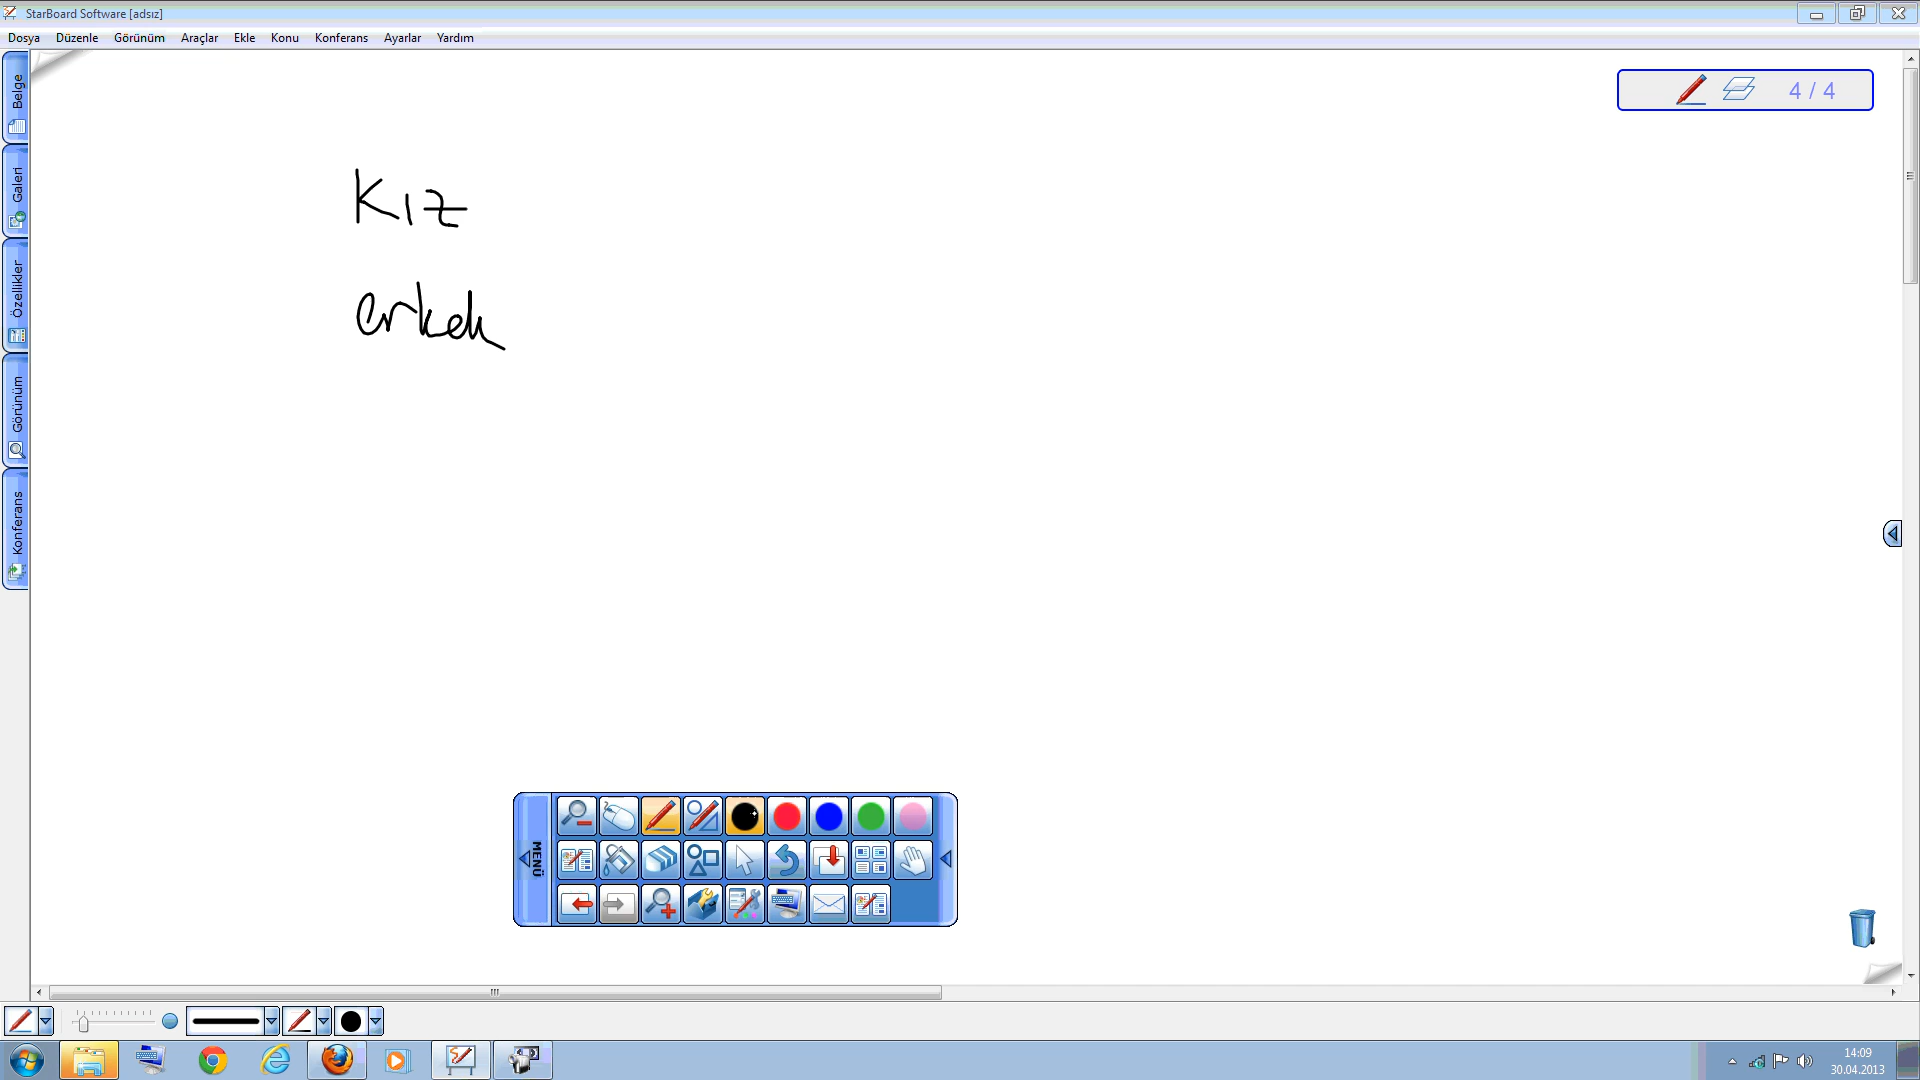 StarBoard Software [adsız]
Dosya Düzenle Görünüm Araçlar Ekle Konu Konferans Ayarlar Yardım
Belge
Galeri
Özellikler
Görünüm
Konferans
4 / 4
Kız
erkek
MENÜ
14:09
30.04.2013